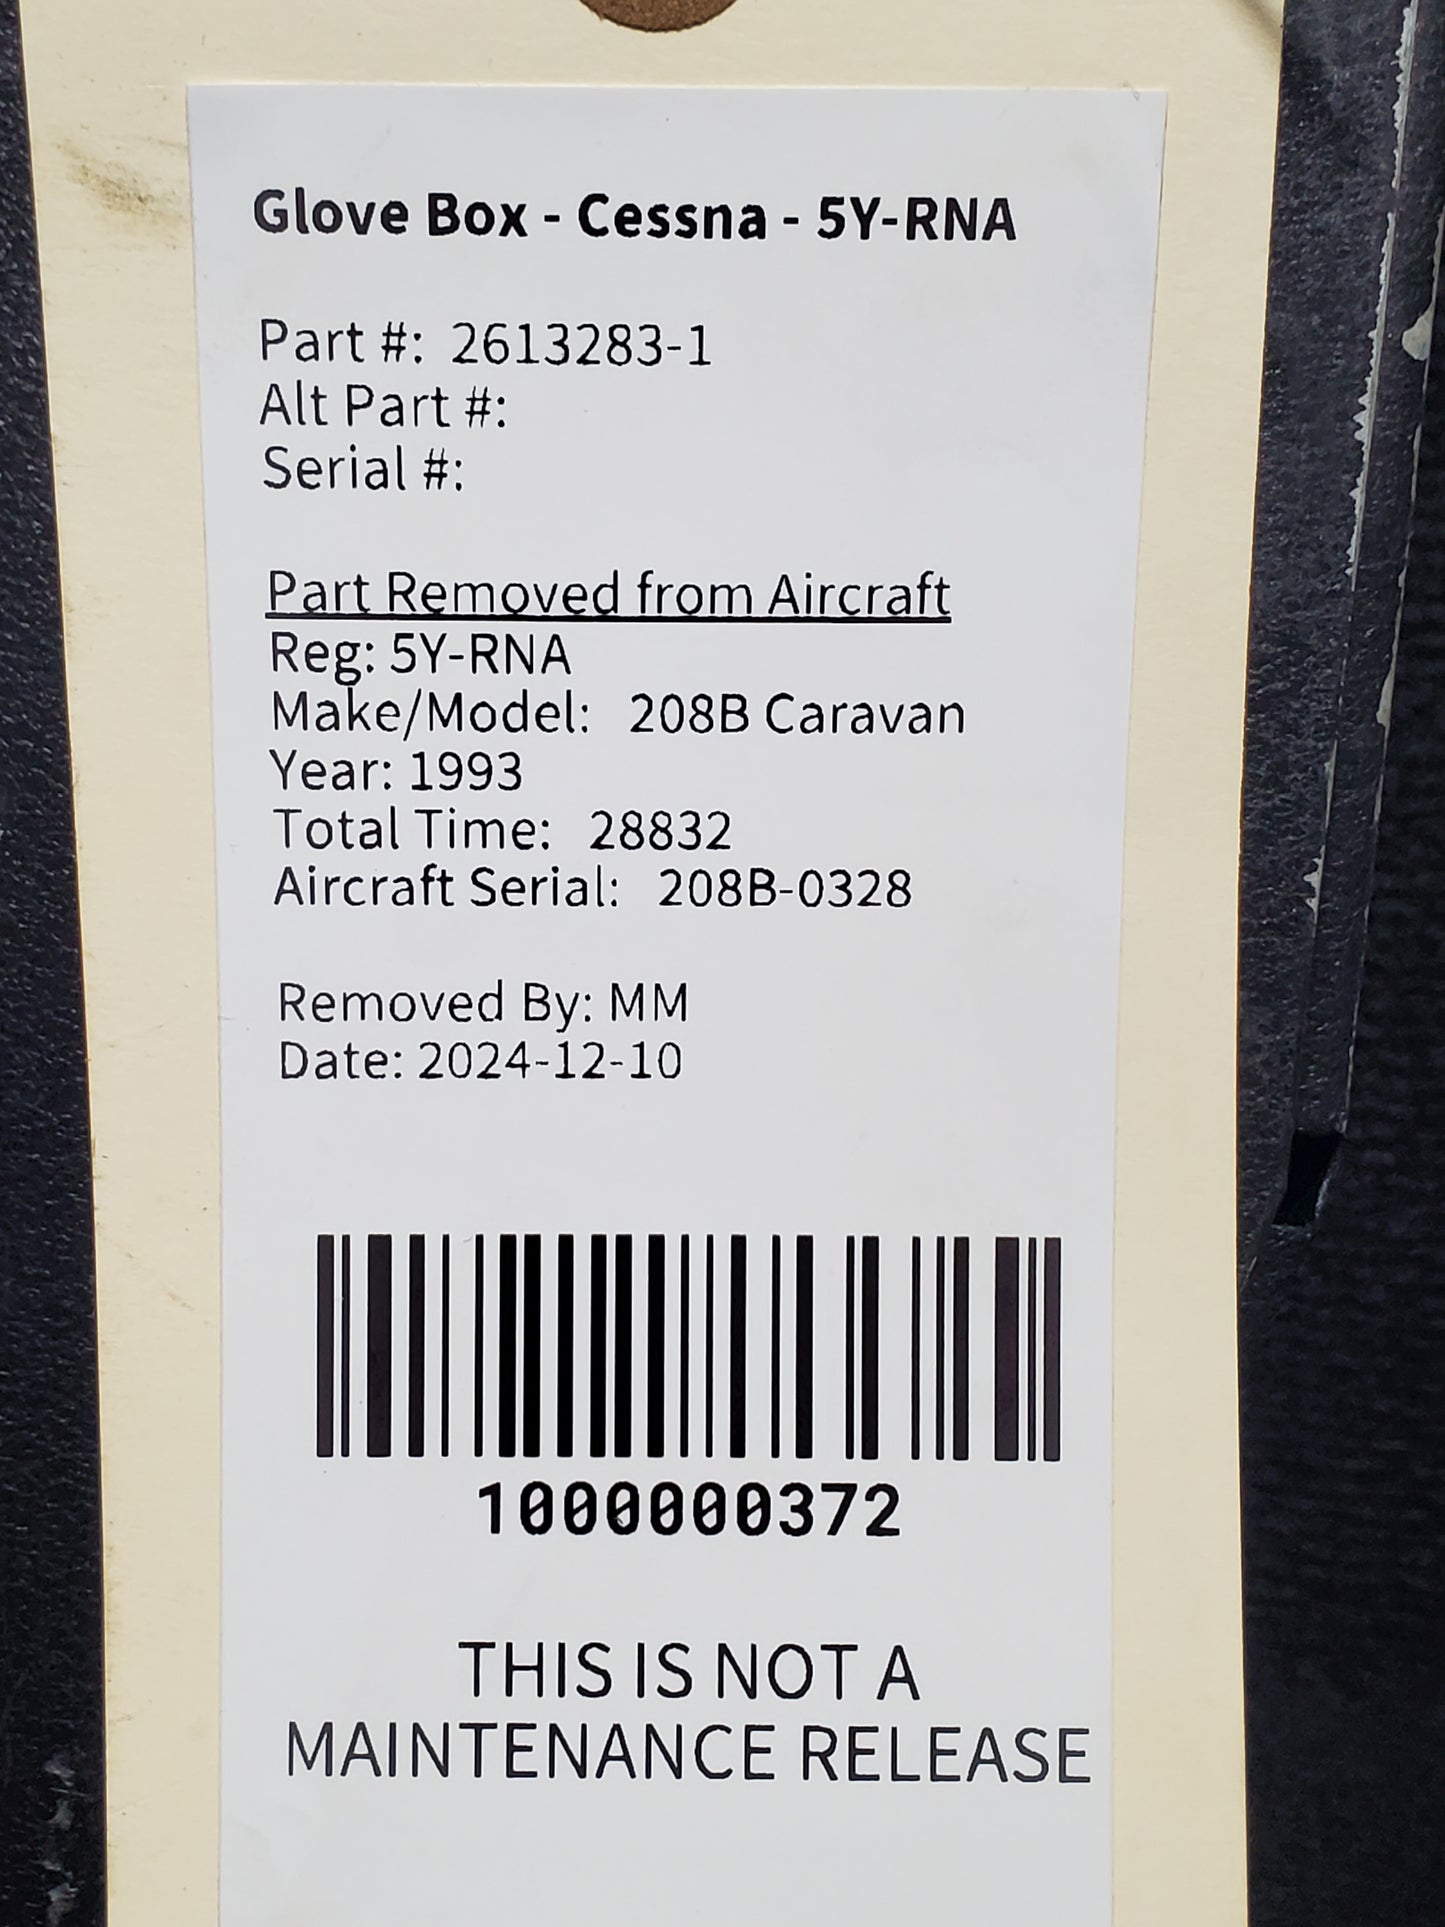 Glove Box - Cessna - 5Y-RNA
Part #: 2613283-1
Alt Part #:
Serial #:
Part Removed from Aircraft
Reg: 5Y-RNA
Make/Model: 208B Caravan
Year: 1993
Total Time: 28832
Aircraft Serial: 208B-0328
Removed By: MM
Date: 2024-12-10
1000000372
THIS IS NOT A
MAINTENANCE RELEASE